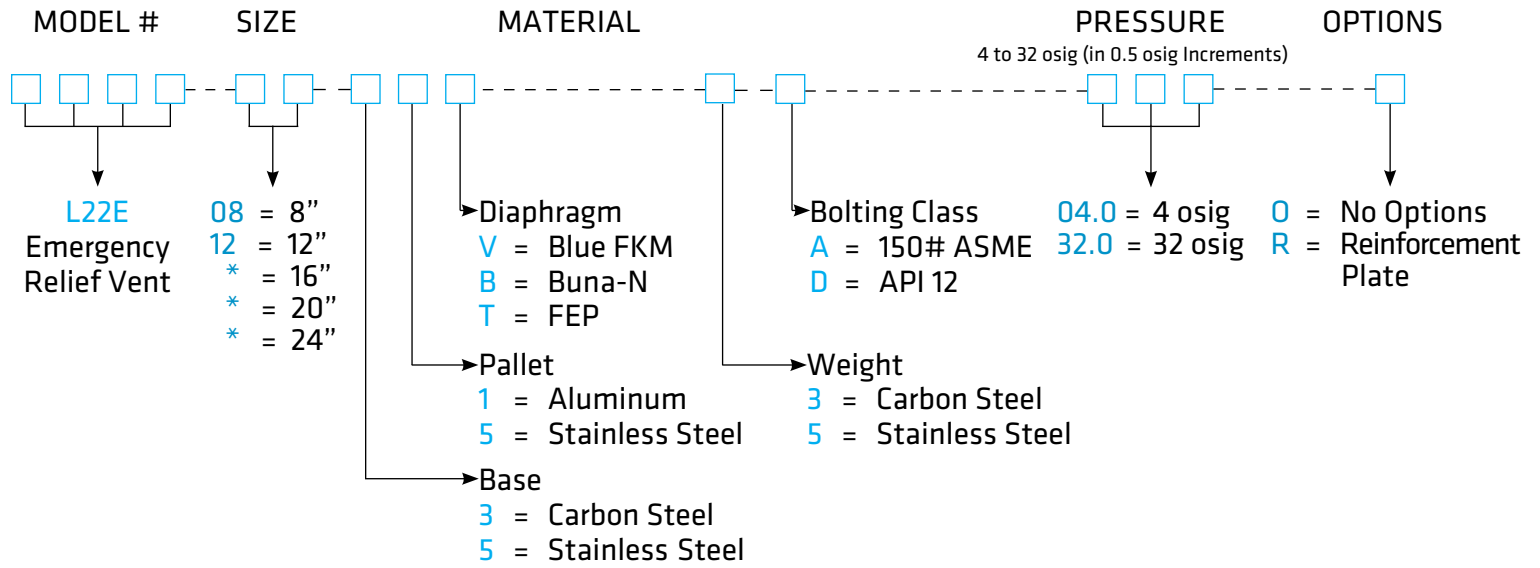 MODEL # SIZE MATERIAL PRESSURE OPTIONS
4 to 32 osig (in 0.5 osig Increments)
L22E
Emergency
Relief Vent
08 = 8”
12 = 12”
* = 16”
* = 20”
* = 24”
Diaphragm
V = Blue FKM
B = Buna-N
T = FEP
Pallet
1 = Aluminum
5 = Stainless Steel
Base
3 = Carbon Steel
5 = Stainless Steel
Bolting Class
A = 150# ASME
D = API 12
Weight
3 = Carbon Steel
5 = Stainless Steel
04.0 = 4 osig
32.0 = 32 osig
O = No Options
R = Reinforcement
Plate